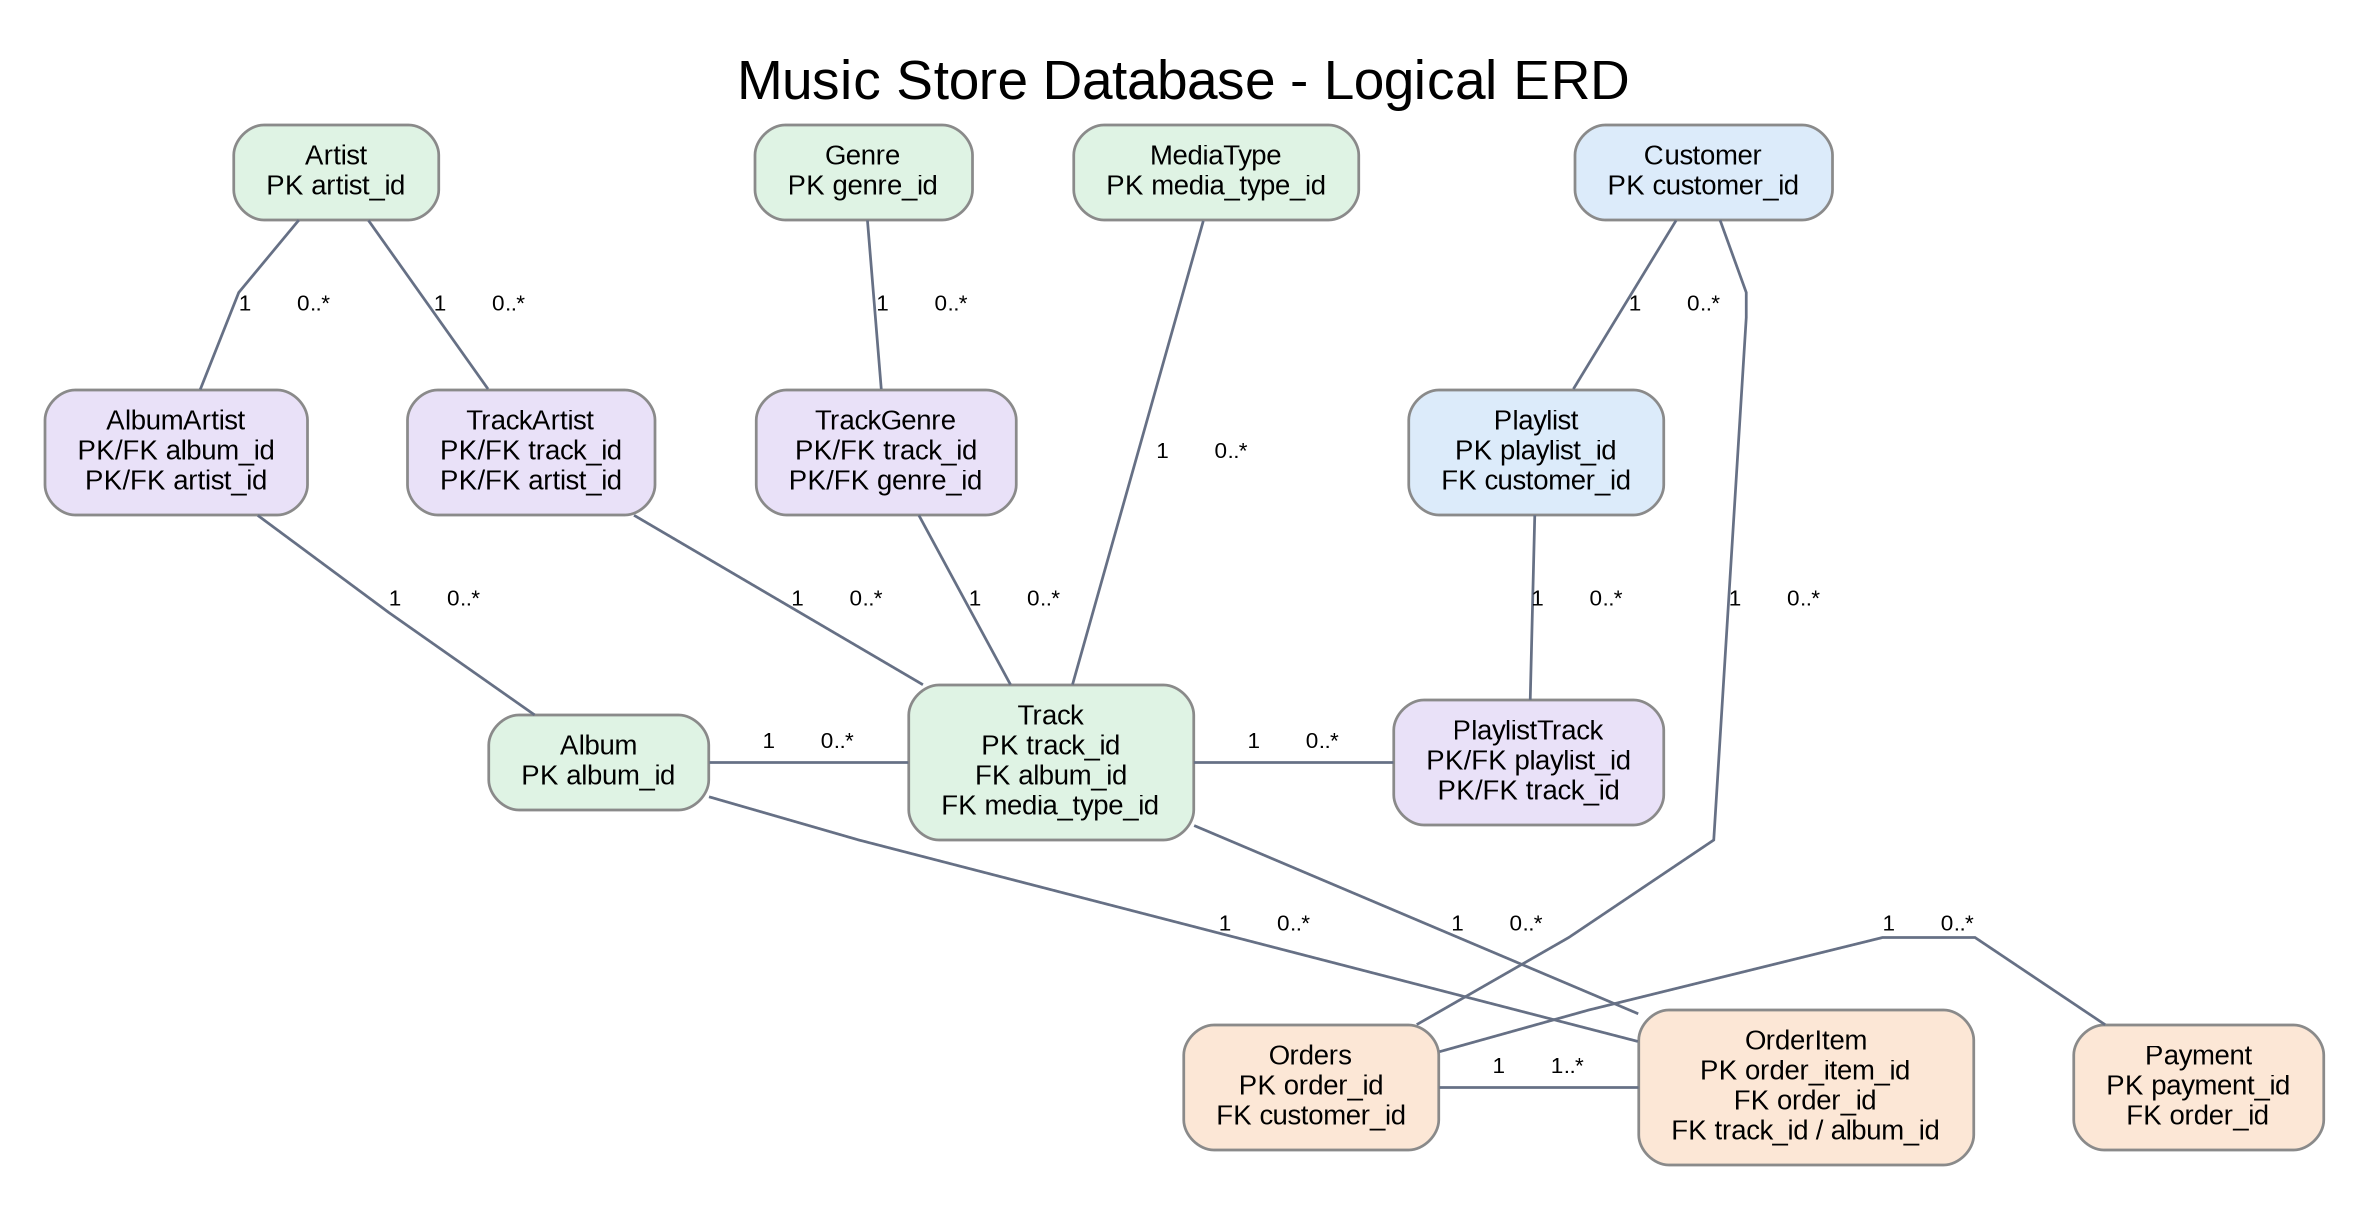 Music Store Database - Logical ERD
Artist
PK artist_id
Genre
PK genre_id
MediaType
PK media_type_id
Customer
PK customer_id
1 0..*
1 0..*
1 0..*
1 0..*
AlbumArtist
PK/FK album_id
PK/FK artist_id
TrackArtist
PK/FK track_id
PK/FK artist_id
TrackGenre
PK/FK track_id
PK/FK genre_id
1 0..*
Playlist
PK playlist_id
FK customer_id
1 0..*
1 0..*
1 0..*
1 0..*
1 0..*
Album
PK album_id
1 0..*
Track
PK track_id
FK album_id
FK media_type_id
1 0..*
PlaylistTrack
PK/FK playlist_id
PK/FK track_id
1 0..*
1 0..*
1 0..*
Orders
PK order_id
FK customer_id
1 1..*
OrderItem
PK order_item_id
FK order_id
FK track_id / album_id
Payment
PK payment_id
FK order_id